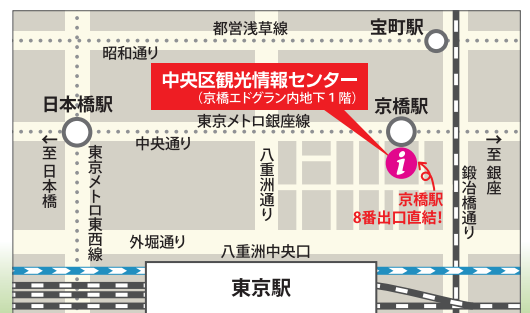 都営浅草線
宝町駅
昭和通り
中央区観光情報センター
（京橋エドグラン内地下1階）
日本橋駅
京橋駅
東京メトロ銀座線
中央通り
←至 日本橋
東京メトロ東西線
八重洲通り
i
京橋駅
8番出口直結!
鍛冶橋通り
→至 銀座
外堀通り
八重洲中央口
東京駅